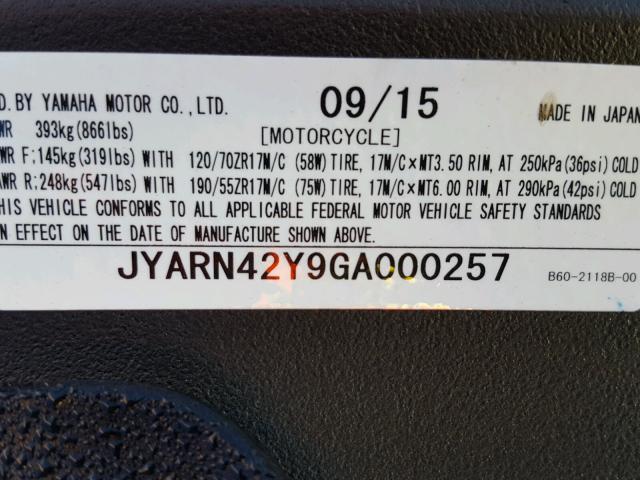 D. BY YAMAHA MOTOR CO., LTD. 09/15 MADE IN JAPAN
WR 393kg(866lbs) [MOTORCYCLE]
WR F:145kg(319lbs)WITH 120/70ZR17M/C (58W)TIRE, 17M/C×MT3.50 RIM, AT 250kPa(36psi)COLD
AWR R:248kg(547lbs)WITH 190/55ZR17M/C (75W)TIRE, 17M/C×MT6.00 RIM, AT 290kPa(42psi)COLD
HIS VEHICLE CONFORMS TO ALL APPLICABLE FEDERAL MOTOR VEHICLE SAFETY STANDARDS
N EFFECT ON THE DATE OF MANUFACTURE SHOWN ABOVE.
JYARN42Y9GA000257 B60-2118B-00